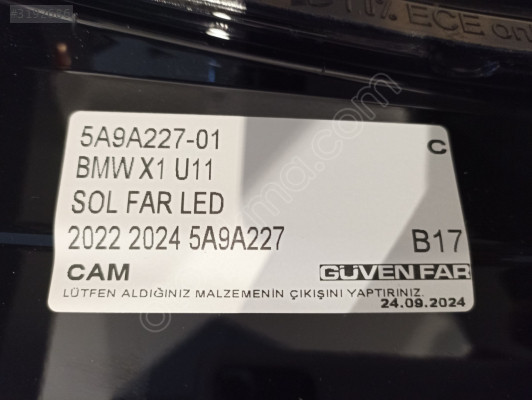 5A9A227-01 C
BMW X1 U11
SOL FAR LED
2022 2024 5A9A227 B17
CAM GÜVEN FAR
LÜTFEN ALDIĞINIZ MALZEMENİN ÇIKIŞINI YAPTIRINIZ.
24.09.2024